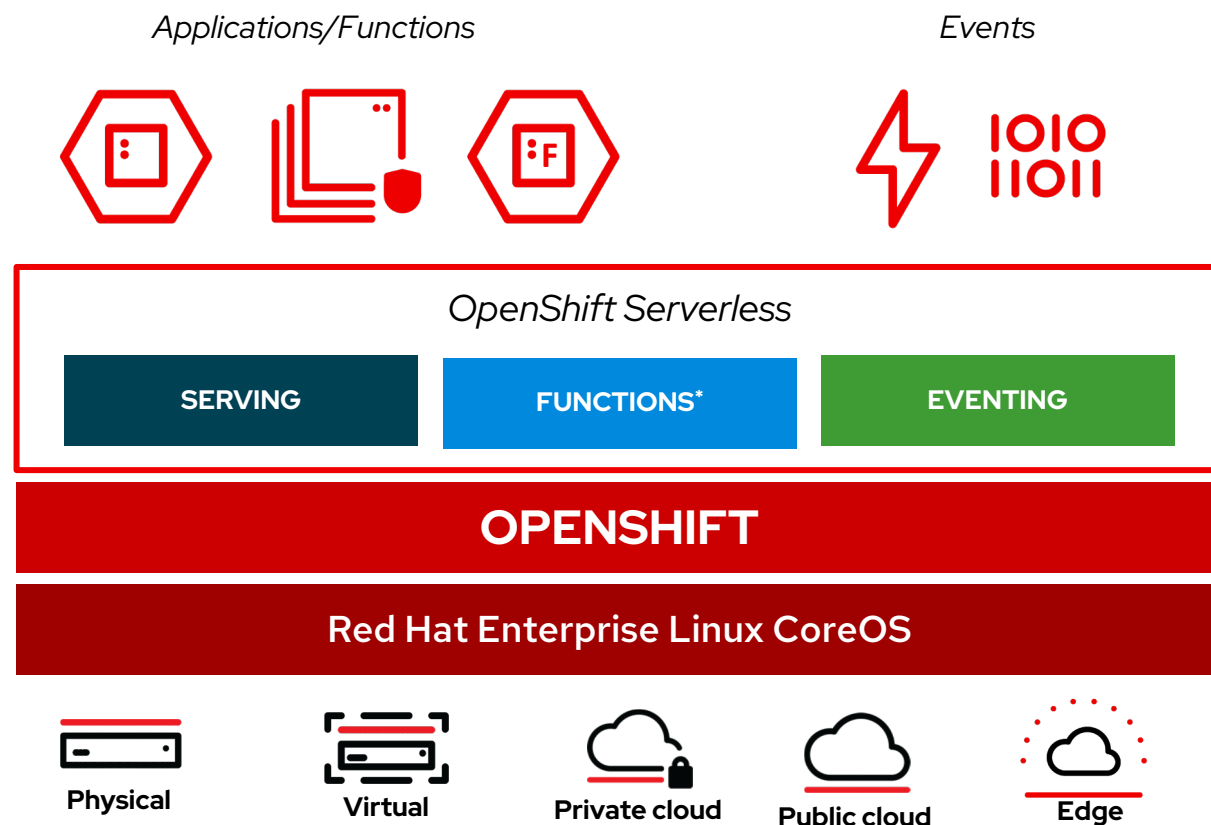 Applications/Functions
Events
F
1010
11011
OpenShift Serverless
SERVING
FUNCTIONS*
EVENTING
OPENSHIFT
Red Hat Enterprise Linux CoreOS
Physical
Virtual
Private cloud
Public cloud
Edge